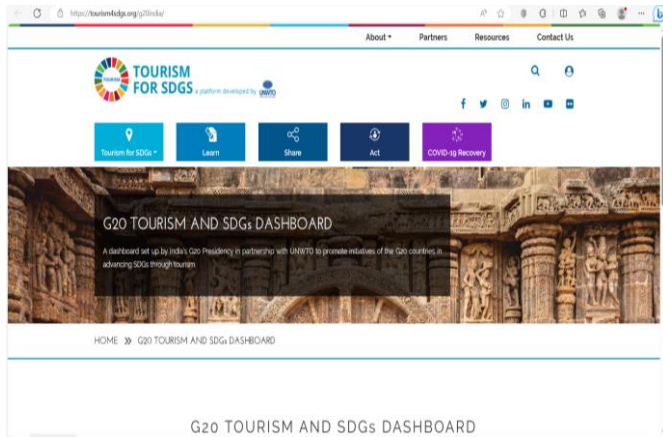 https://tourism4sdgs.org/g20india/
About
Partners
Resources
Contact Us
TOURISM
TOURISM
FOR SDGS a platform developed by UNWTO
Tourism for SDGs
Learn
Share
Act
COVID-19 Recovery
G20 TOURISM AND SDGs DASHBOARD
A dashboard set up by India's G20 Presidency in partnership with UNWTO to promote initiatives of the G20 countries in
advancing SDGs through tourism
HOME » G20 TOURISM AND SDGs DASHBOARD
G20 TOURISM AND SDGs DASHBOARD